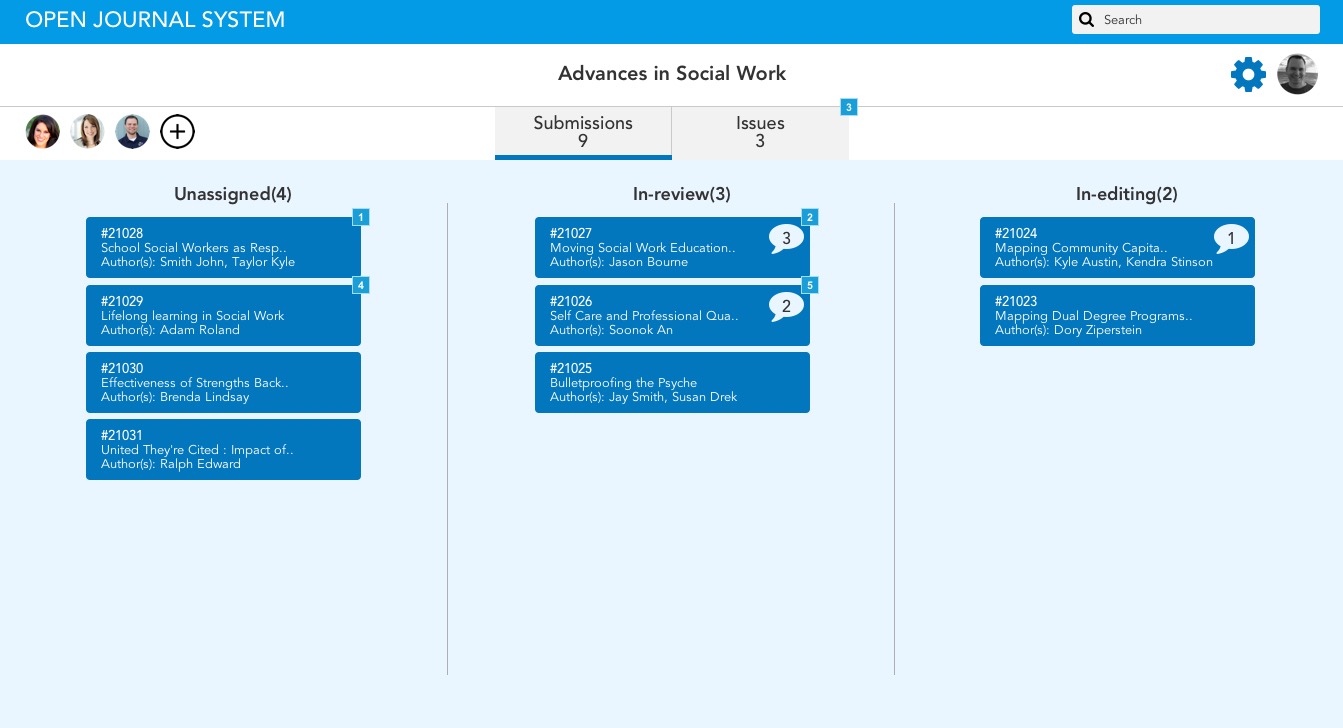 OPEN JOURNAL SYSTEM
Search
Advances in Social Work
Submissions
9
Issues
3
3
Unassigned(4)
1
#21028
School Social Workers as Resp..
Author(s): Smith John, Taylor Kyle
4
#21029
Lifelong learning in Social Work
Author(s): Adam Roland
#21030
Effectiveness of Strengths Back..
Author(s): Brenda Lindsay
#21031
United They're Cited : Impact of..
Author(s): Ralph Edward
In-review(3)
2
#21027
Moving Social Work Education..
Author(s): Jason Bourne
3
5
#21026
Self Care and Professional Qua..
Author(s): Soonok An
2
#21025
Bulletproofing the Psyche
Author(s): Jay Smith, Susan Drek
In-editing(2)
#21024
Mapping Community Capita..
Author(s): Kyle Austin, Kendra Stinson
1
#21023
Mapping Dual Degree Programs..
Author(s): Dory Ziperstein